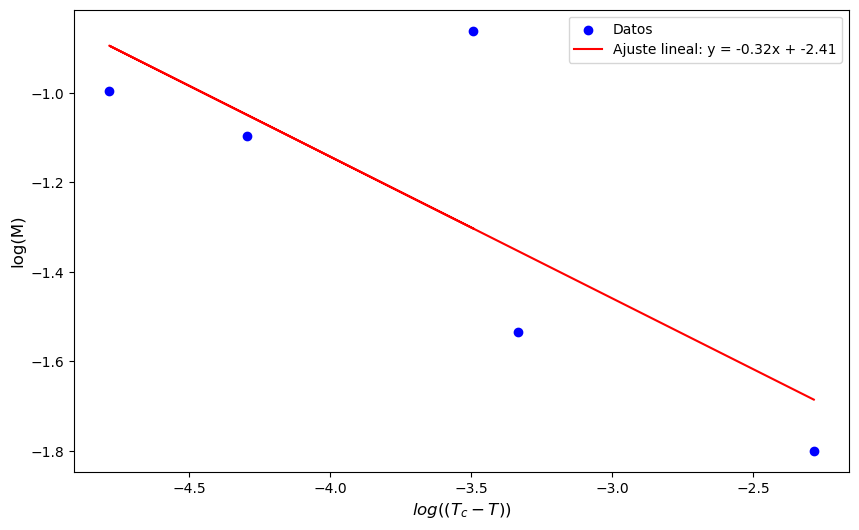 Datos
Ajuste lineal: y = -0.32x + -2.41
log(M)
−1.0
−1.2
−1.4
−1.6
−1.8
−4.5 −4.0 −3.5 −3.0 −2.5
log((T_c − T))